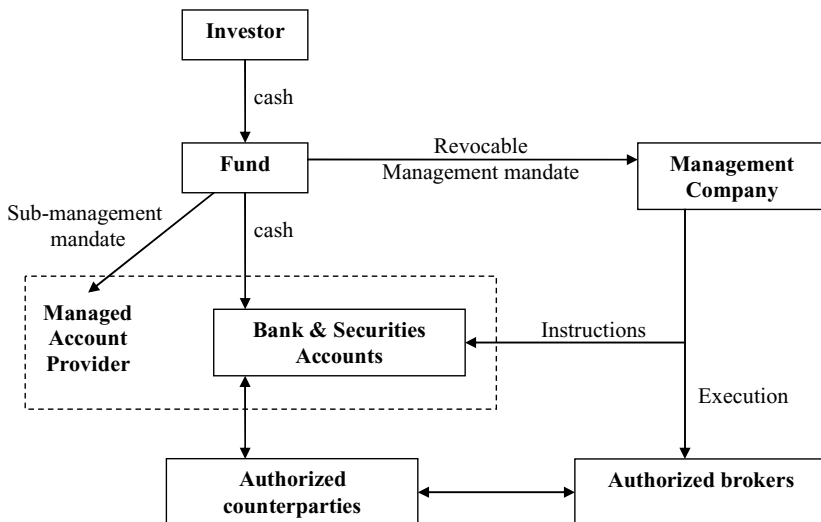 Investor
cash
Fund
Revocable
Management mandate
Management
Company
Sub-management
mandate
cash
Managed
Account
Provider
Bank & Securities
Accounts
Instructions
Execution
Authorized
counterparties
Authorized brokers